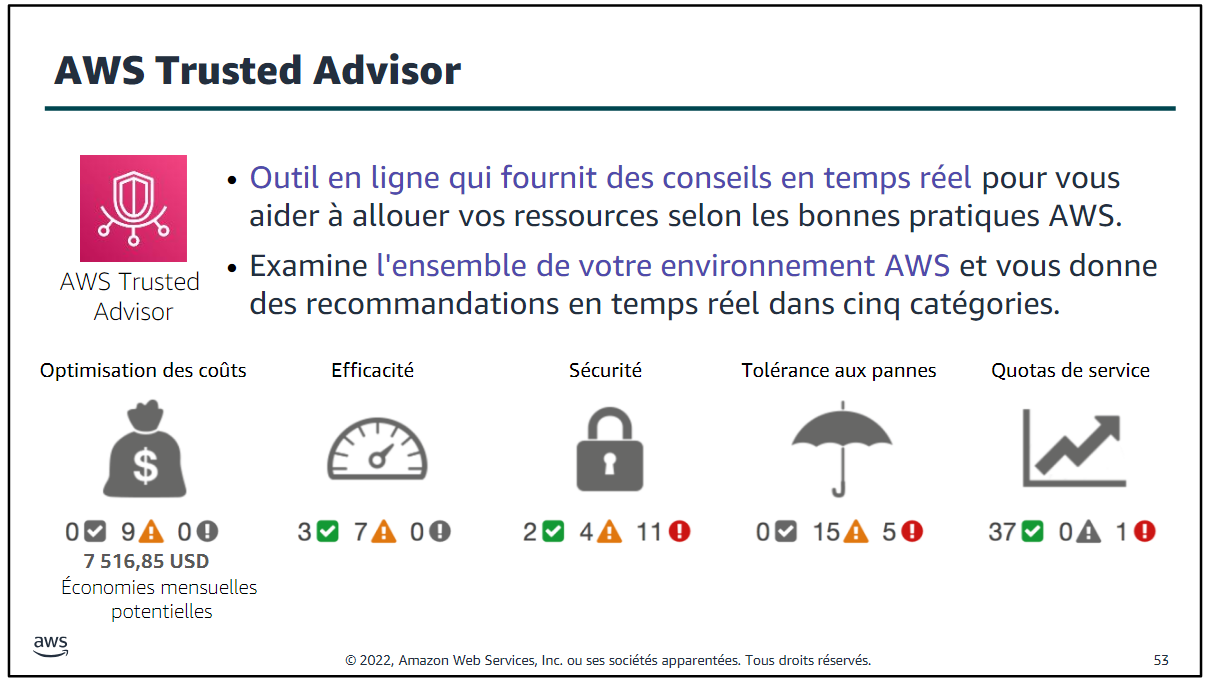 AWS Trusted Advisor
• Outil en ligne qui fournit des conseils en temps réel pour vous
aider à allouer vos ressources selon les bonnes pratiques AWS.
• Examine l'ensemble de votre environnement AWS et vous donne
des recommandations en temps réel dans cinq catégories.
AWS Trusted
Advisor
Optimisation des coûts
Efficacité
Sécurité
Tolérance aux pannes
Quotas de service
$
0 9 0
3 7 0
2 4 11
0 15 5
37 0 1
7 516,85 USD
Économies mensuelles
potentielles
aws
© 2022, Amazon Web Services, Inc. ou ses sociétés apparentées. Tous droits réservés.
53